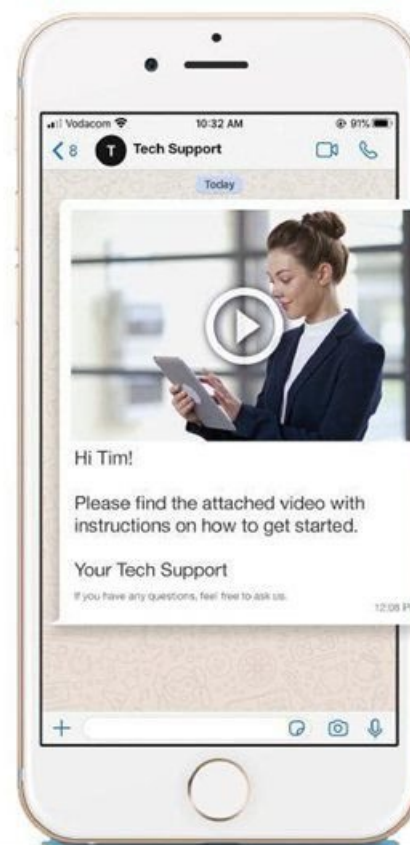 Vodacom 10:32 AM 91%
8 T Tech Support
Today
Hi Tim!
Please find the attached video with
instructions on how to get started.
Your Tech Support
If you have any questions, feel free to ask us.
12:08 P